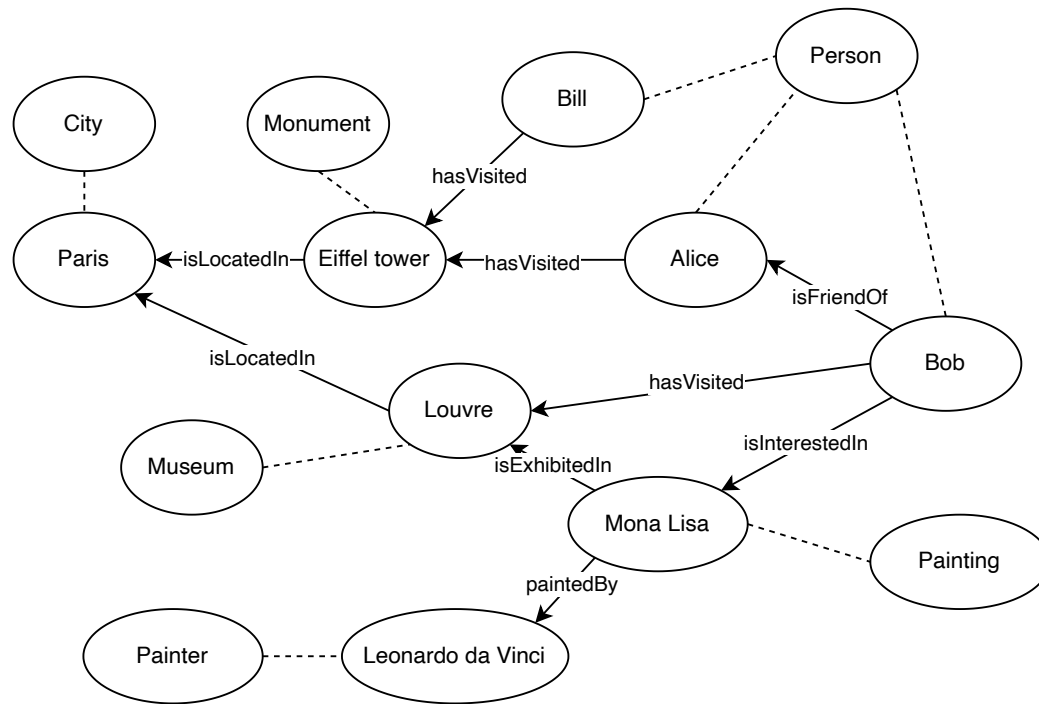 Person
Bill
City
Monument
hasVisited
Paris
isLocatedIn
Eiffel tower
hasVisited
Alice
isFriendOf
isLocatedIn
Bob
hasVisited
Louvre
isInterestedIn
Museum
isExhibitedIn
Mona Lisa
Painting
paintedBy
Painter
Leonardo da Vinci